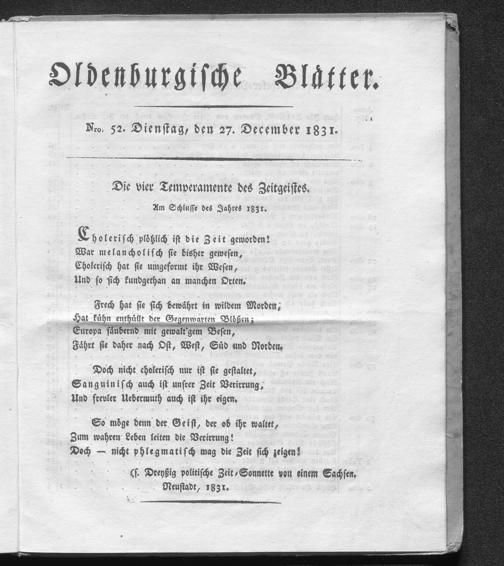 Oldenburgische Blätter.
Nro. 52. Dienstag, den 27. December 1831.
Die vier Temperamente des Zeitgeistes.
Am Schlusse des Jahres 1831.
Cholerisch plötzlich ist die Zeit geworden!
War melancholisch sie bisher gewesen,
Cholerisch hat sie umgeformt ihr Wesen,
Und so sich kundgethan an manchen Orten.
Frech hat sie sich bewährt in wildem Morden,
Hat kühn enthüllt der Gegenwarten Blößen;
Europa säubernd mit gewalt'gem Besen,
Fährt sie daher nach Ost, West, Süd und Norden.
Doch nicht cholerisch nur ist sie gestaltet,
Sanguinisch auch ist unsrer Zeit Verirrung,
Und frevler Uebermuth auch ist ihr eigen.
So möge denn der Geist, der ob ihr waltet,
Zum wahren Leben leiten die Verirrung!
Doch — nicht phlegmatisch mag die Zeit sich zeigen!
(s. Dreyßig politische Zeit-Sonnette von einem Sachsen.
Neustadt, 1831.